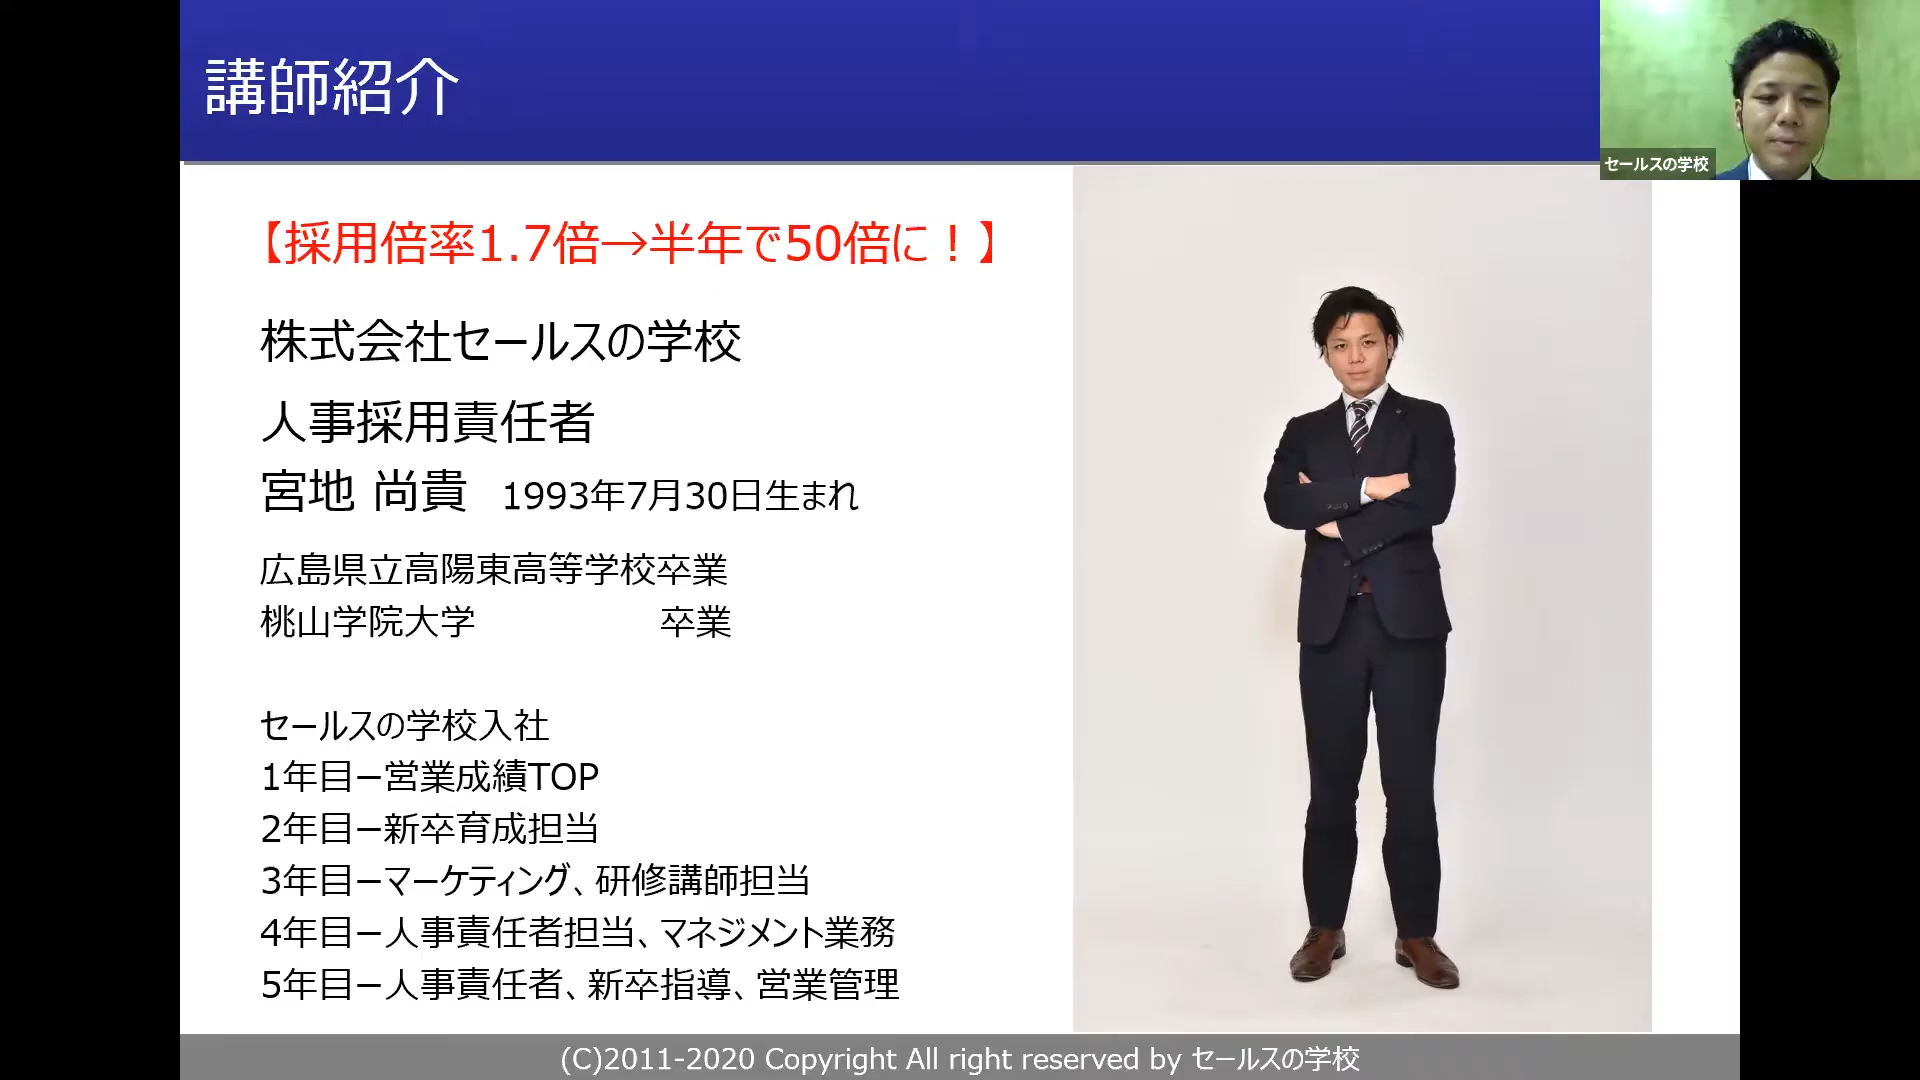 講師紹介
セールスの学校
【採用倍率1.7倍→半年で50倍に！】
株式会社セールスの学校
人事採用責任者
宮地 尚貴 1993年7月30日生まれ
広島県立高陽東高等学校卒業
桃山学院大学 卒業
セールスの学校入社
1年目－営業成績TOP
2年目－新卒育成担当
3年目－マーケティング、研修講師担当
4年目－人事責任者担当、マネジメント業務
5年目－人事責任者、新卒指導、営業管理
(C)2011-2020 Copyright All right reserved by セールスの学校